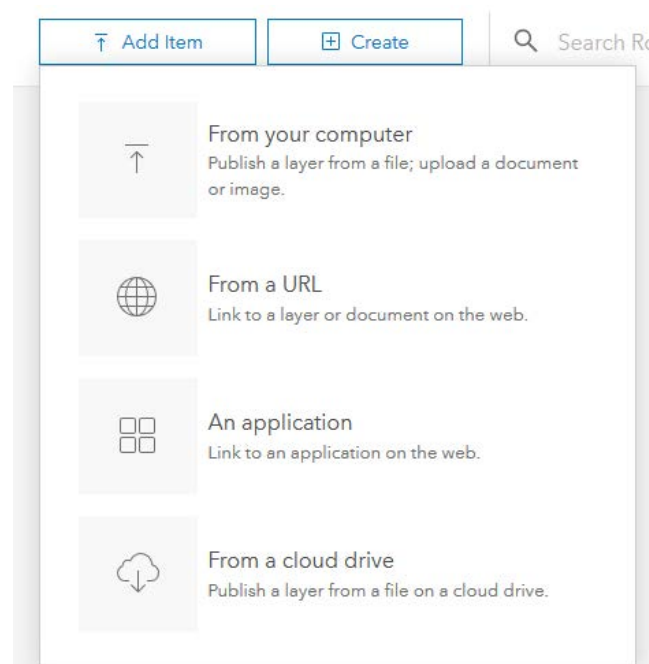 Add Item
Create
Search
From your computer
Publish a layer from a file; upload a document
or image.
From a URL
Link to a layer or document on the web.
An application
Link to an application on the web.
From a cloud drive
Publish a layer from a file on a cloud drive.